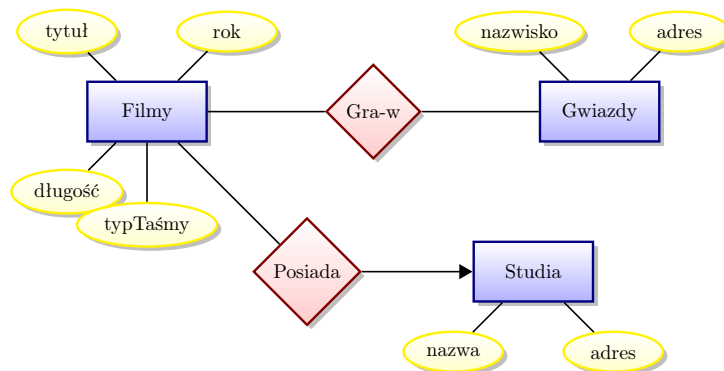 tytuł
rok
nazwisko
adres
Filmy
Gra-w
Gwiazdy
długość
typTaśmy
Posiada
Studia
nazwa
adres